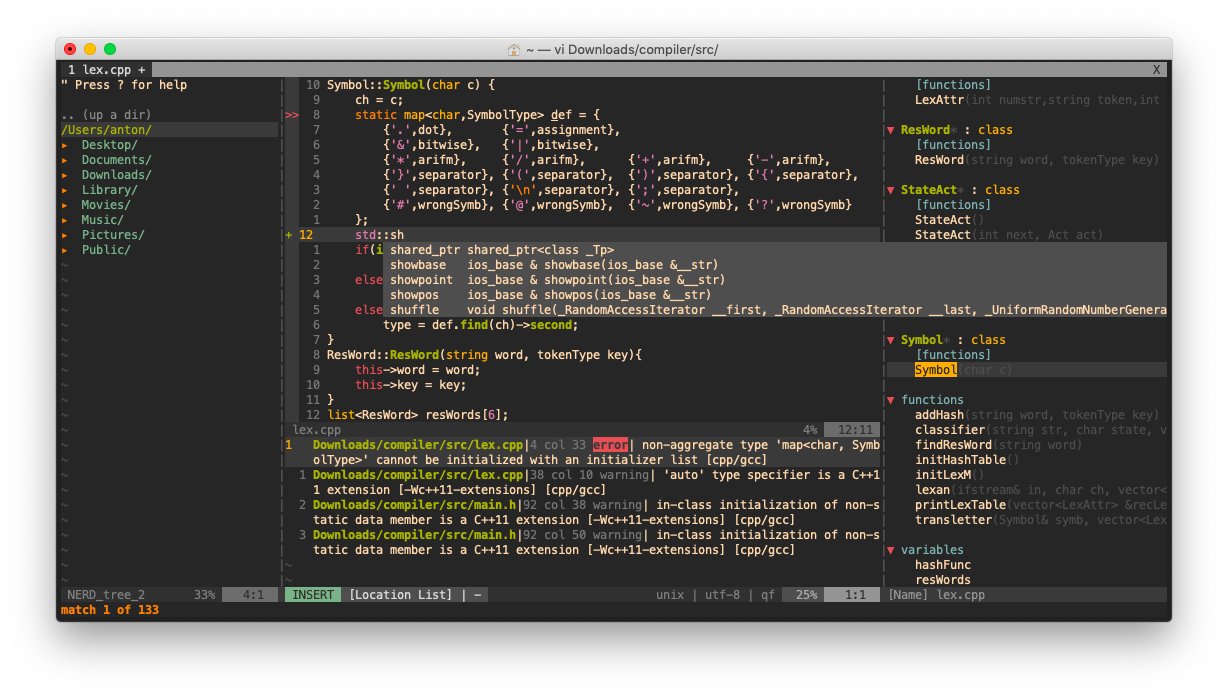 ~ — vi Downloads/compiler/src/
1 lex.cpp + X
" Press ? for help
.. (up a dir)
/Users/anton/
▸ Desktop/
▸ Documents/
▸ Downloads/
▸ Library/
▸ Movies/
▸ Music/
▸ Pictures/
▸ Public/
NERD_tree_2 33% 4:1
10 Symbol::Symbol(char c) {
9 ch = c;
>> 8 static map<char,SymbolType> def = {
7 {'.',dot}, {'=',assignment},
6 {'&',bitwise}, {'|',bitwise},
5 {'*',arifm}, {'/',arifm}, {'+',arifm}, {'-',arifm},
4 {'}',separator}, {'(',separator}, {')',separator}, {'{',separator},
3 {' ',separator}, {'\n',separator}, {';',separator},
2 {'#',wrongSymb}, {'@',wrongSymb}, {'~',wrongSymb}, {'?',wrongSymb}
1 };
+ 12 std::sh
1 if(i
shared_ptr shared_ptr<class _Tp>
2 showbase ios_base & showbase(ios_base &__str)
3 else showpoint ios_base & showpoint(ios_base &__str)
4 showpos ios_base & showpos(ios_base &__str)
5 else shuffle void shuffle(_RandomAccessIterator __first, _RandomAccessIterator __last, _UniformRandomNumberGenera
6 type = def.find(ch)->second;
7 }
8 ResWord::ResWord(string word, tokenType key){
9 this->word = word;
10 this->key = key;
11 }
12 list<ResWord> resWords[6];
lex.cpp 4% 12:11
1 Downloads/compiler/src/lex.cpp|4 col 33 error| non-aggregate type 'map<char, Symb
olType>' cannot be initialized with an initializer list [cpp/gcc]
1 Downloads/compiler/src/lex.cpp|38 col 10 warning| 'auto' type specifier is a C++1
1 extension [-Wc++11-extensions] [cpp/gcc]
2 Downloads/compiler/src/main.h|92 col 38 warning| in-class initialization of non-s
tatic data member is a C++11 extension [-Wc++11-extensions] [cpp/gcc]
3 Downloads/compiler/src/main.h|92 col 50 warning| in-class initialization of non-s
tatic data member is a C++11 extension [-Wc++11-extensions] [cpp/gcc]
INSERT [Location List] | - unix | utf-8 | qf 25% 1:1
[functions]
LexAttr(int numstr,string token,int
▼ ResWord* : class
[functions]
ResWord(string word, tokenType key)
▼ StateAct* : class
[functions]
StateAct()
StateAct(int next, Act act)
▼ Symbol* : class
[functions]
Symbol(char c)
▼ functions
addHash(string word, tokenType key)
classifier(string str, char state, v
findResWord(string word)
initHashTable()
initLexM()
lexan(ifstream& in, char ch, vector<
printLexTable(vector<LexAttr> &recLe
transletter(Symbol& symb, vector<Lex
▼ variables
hashFunc
resWords
[Name] lex.cpp
match 1 of 133